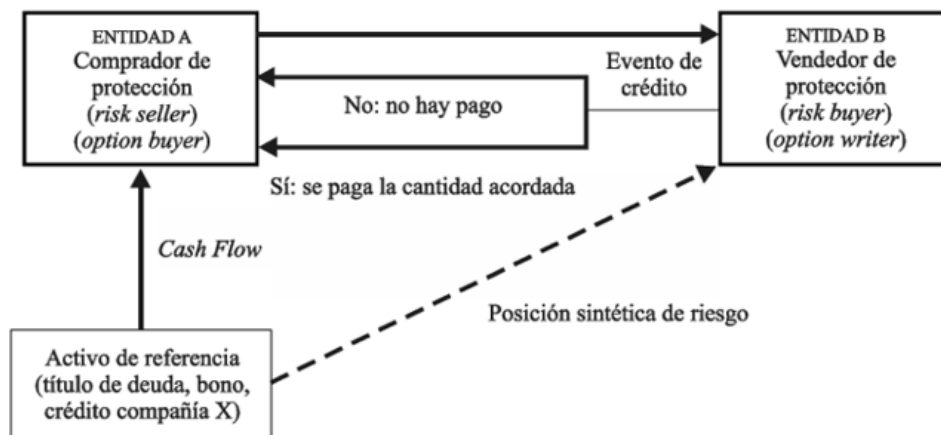 ENTIDAD A
Comprador de
protección
(risk seller)
(option buyer)
ENTIDAD B
Vendedor de
protección
(risk buyer)
(option writer)
Evento de
crédito
No: no hay pago
Sí: se paga la cantidad acordada
Cash Flow
Posición sintética de riesgo
Activo de referencia
(título de deuda, bono,
crédito compañía X)